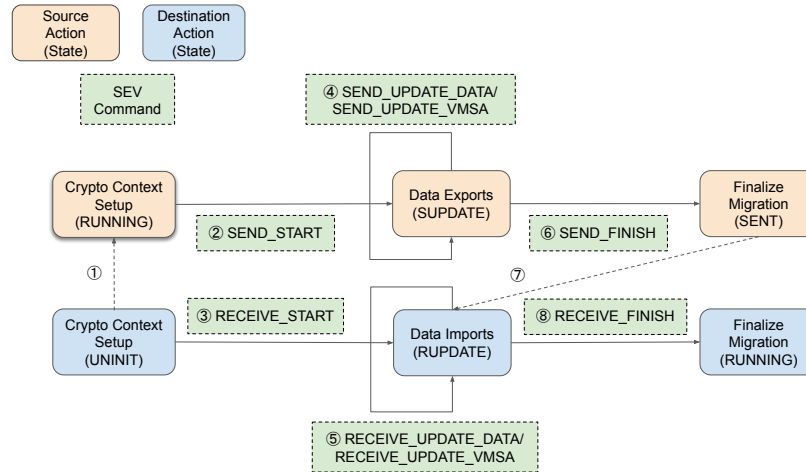 Source
Action
(State)
Destination
Action
(State)
SEV
Command
④ SEND_UPDATE_DATA/
SEND_UPDATE_VMSA
Crypto Context
Setup
(RUNNING)
② SEND_START
Data Exports
(SUPDATE)
⑥ SEND_FINISH
Finalize
Migration
(SENT)
①
⑦
Crypto Context
Setup
(UNINIT)
③ RECEIVE_START
Data Imports
(RUPDATE)
⑧ RECEIVE_FINISH
Finalize
Migration
(RUNNING)
⑤ RECEIVE_UPDATE_DATA/
RECEIVE_UPDATE_VMSA